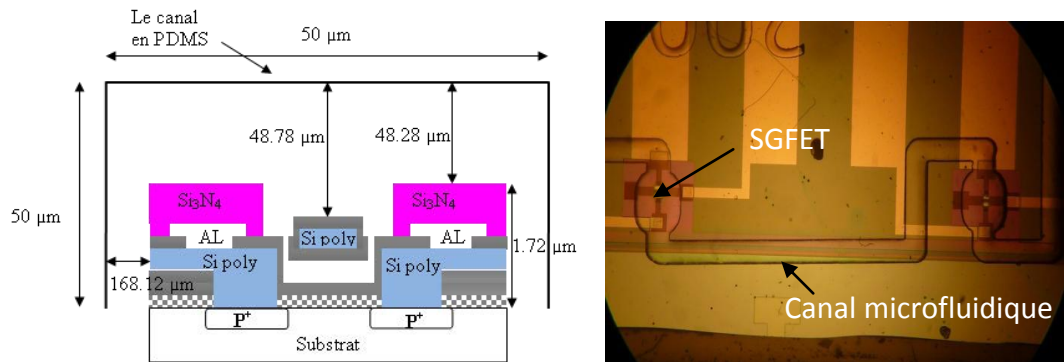 Le canal
en PDMS
50 µm
48.78 µm
48.28 µm
Si₃N₄
Si₃N₄
50 µm
AL
Si poly
AL
1.72 µm
Si poly
Si poly
168.12 µm
P⁺
P⁺
Substrat
SGFET
Canal microfluidique